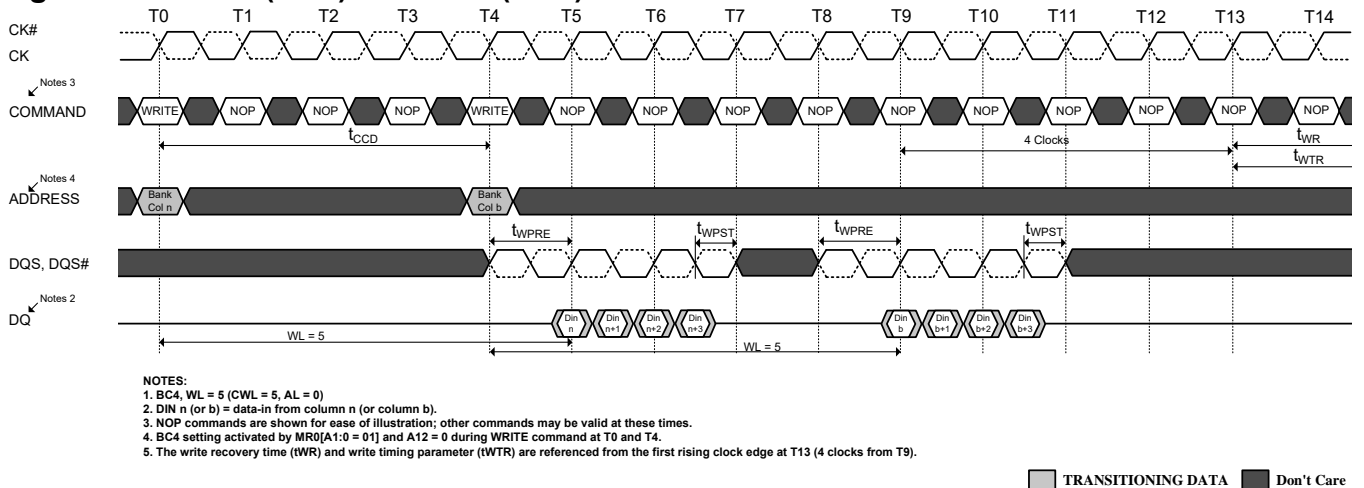 T0 T1 T2 T3 T4 T5 T6 T7 T8 T9 T10 T11 T12 T13 T14
CK#
CK
Notes 3
COMMAND
WRITE NOP NOP NOP WRITE NOP NOP NOP NOP NOP NOP NOP NOP NOP NOP
tCCD
4 Clocks
tWR
tWTR
Notes 4
ADDRESS
Bank Col n
Bank Col b
tWPRE
tWPST
tWPRE
tWPST
DQS, DQS#
Notes 2
DQ
Din n
Din n+1
Din n+2
Din n+3
Din b
Din b+1
Din b+2
Din b+3
WL = 5
WL = 5
NOTES:
1. BC4, WL = 5 (CWL = 5, AL = 0)
2. DIN n (or b) = data-in from column n (or column b).
3. NOP commands are shown for ease of illustration; other commands may be valid at these times.
4. BC4 setting activated by MR0[A1:0 = 01] and A12 = 0 during WRITE command at T0 and T4.
5. The write recovery time (tWR) and write timing parameter (tWTR) are referenced from the first rising clock edge at T13 (4 clocks from T9).
TRANSITIONING DATA
Don't Care